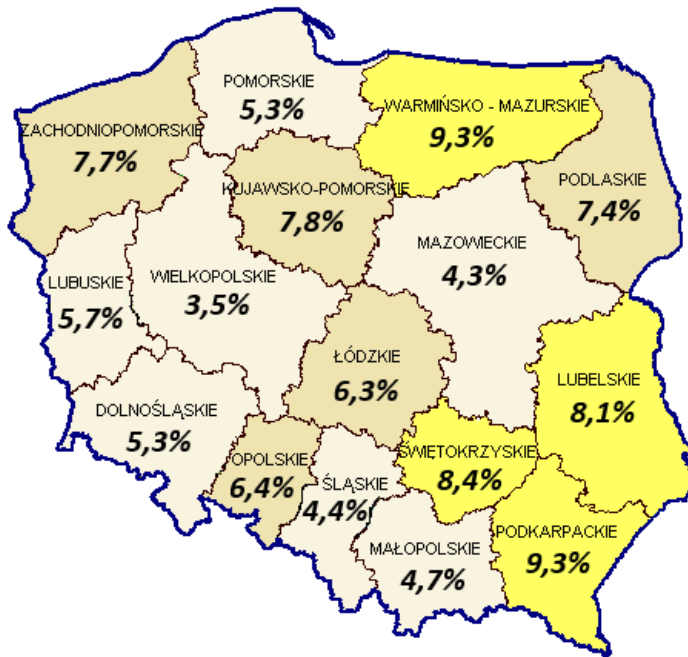 POMORSKIE
5,3%
WARMIŃSKO - MAZURSKIE
9,3%
ZACHODNIOPOMORSKIE
7,7%
KUJAWSKO-POMORSKIE
7,8%
PODLASKIE
7,4%
MAZOWIECKIE
4,3%
LUBUSKIE
5,7%
WIELKOPOLSKIE
3,5%
ŁÓDZKIE
6,3%
LUBELSKIE
8,1%
DOLNOŚLĄSKIE
5,3%
OPOLSKIE
6,4%
ŚLĄSKIE
4,4%
ŚWIĘTOKRZYSKIE
8,4%
MAŁOPOLSKIE
4,7%
PODKARPACKIE
9,3%